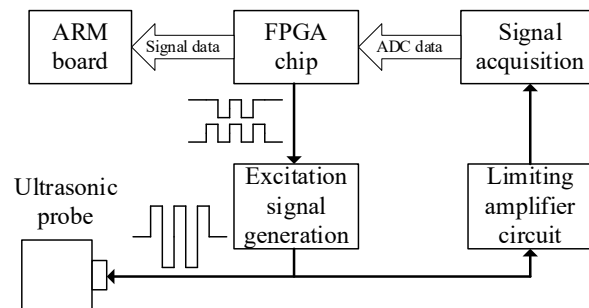 ARM
board
Signal data
FPGA
chip
ADC data
Signal
acquisition
Ultrasonic
probe
Excitation
signal
generation
Limiting
amplifier
circuit